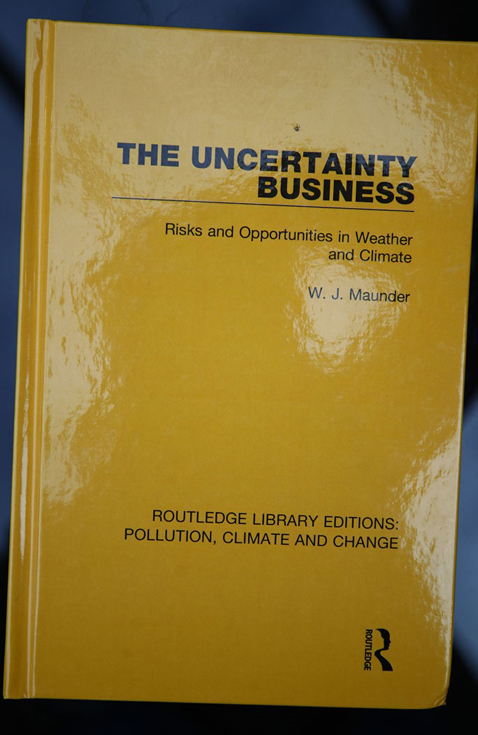 THE UNCERTAINTY
BUSINESS
Risks and Opportunities in Weather
and Climate
W. J. Maunder
ROUTLEDGE LIBRARY EDITIONS:
POLLUTION, CLIMATE AND CHANGE
ROUTLEDGE